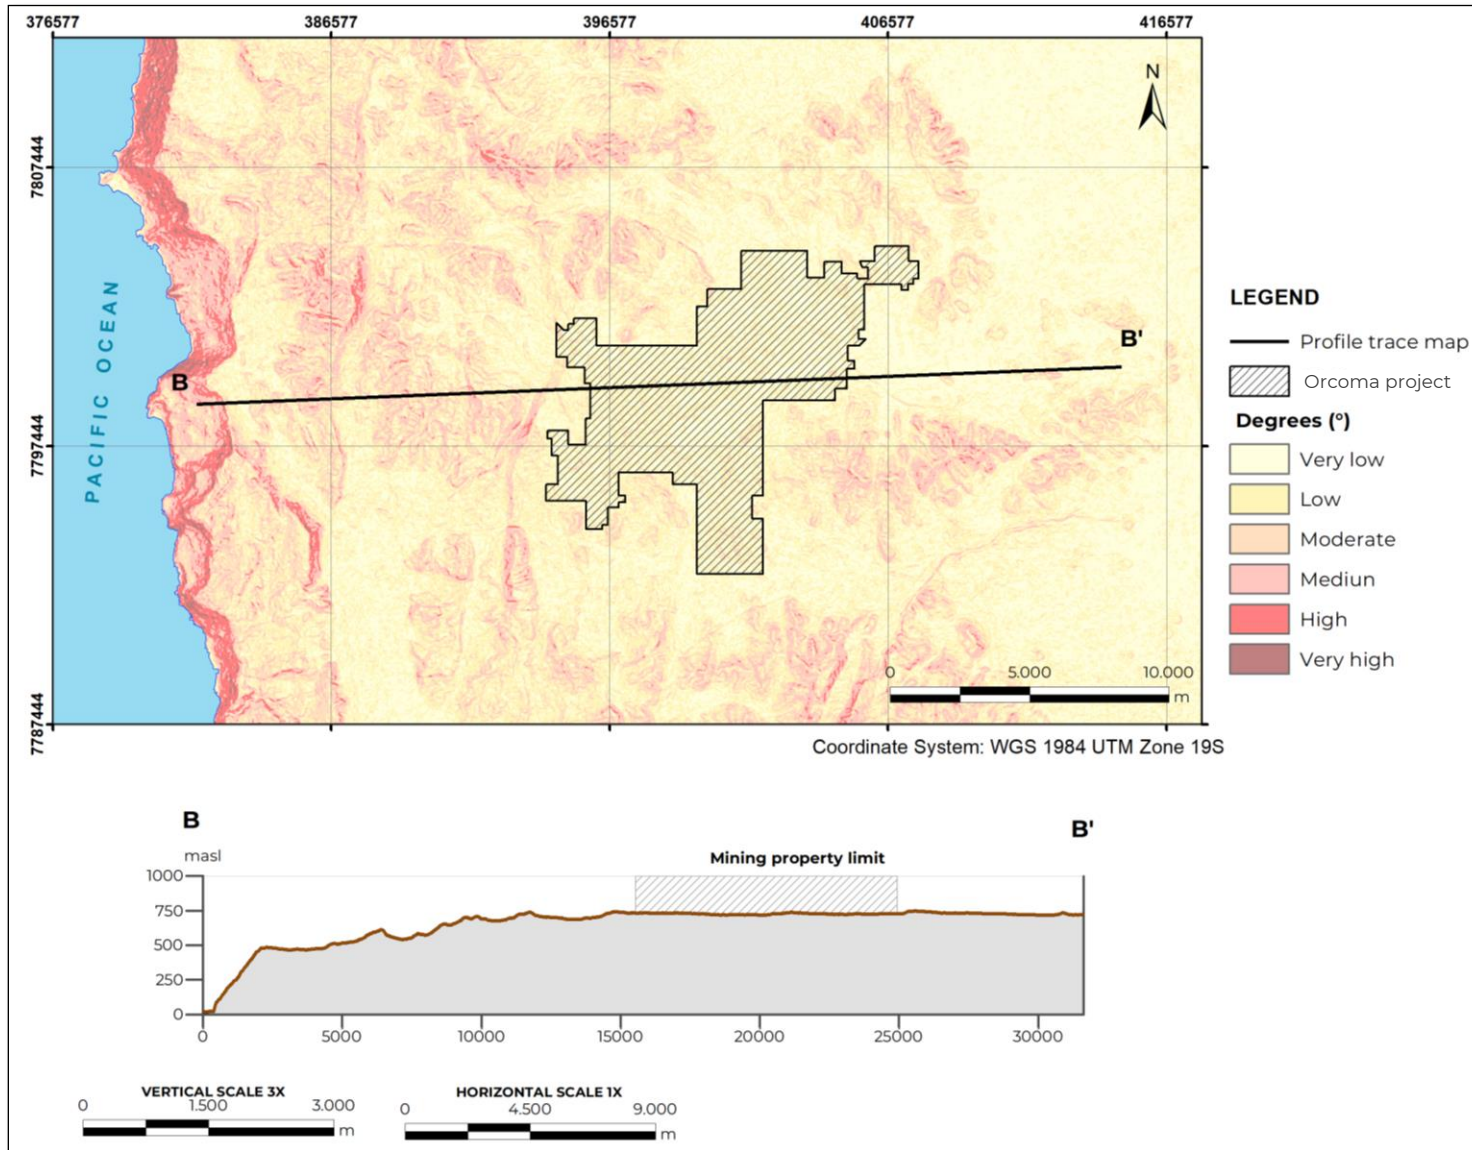 376577 386577 396577 406577 416577
N
7807444
7797444
7787444
PACIFIC OCEAN
B
B'
0 5.000 10.000
m
Coordinate System: WGS 1984 UTM Zone 19S
LEGEND
Profile trace map
Orcoma project
Degrees (°)
Very low
Low
Moderate
Mediun
High
Very high
B
B'
masl
Mining property limit
1000
750
500
250
0
0 5000 10000 15000 20000 25000 30000
VERTICAL SCALE 3X
0 1.500 3.000
m
HORIZONTAL SCALE 1X
0 4.500 9.000
m